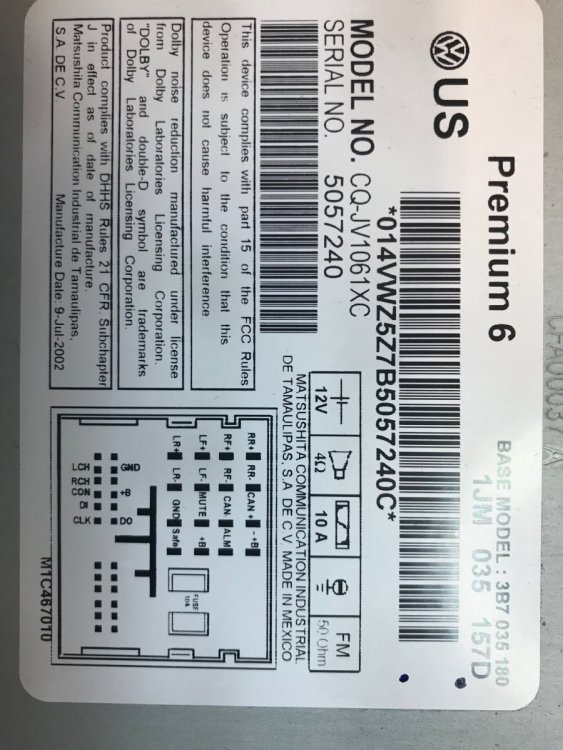 Premium 6
US
BASE MODEL : 3B7 035 180
1JM 035 157D
*014VWZ5Z7B5057240C*
MODEL NO. CQ-JV1061XC
SERIAL NO. 5057240
This device complies with part 15 of the FCC Rules
Operation is subject to the condition that this
device does not cause harmful interference
Dolby noise reduction manufactured under license
from Dolby Laboratories Licensing Corporation.
"DOLBY" and double-D symbol are trademarks
of Dolby Laboratories Licensing Corporation.
Product complies with DHHS Rules 21 CFR Subchapter
J in effect as of date of manufacture.
Matsushita Communication Industrial de Tamaulipas,
S.A. DE C.V. Manufacture Date: 9-Jul-2002
12V
4Ω
10 A
FM
50 Ohm
MATSUSHITA COMMUNICATION INDUSTRIAL
DE TAMAULIPAS, S.A. DE C.V. MADE IN MEXICO
RR+ RR- CAN+ -+B
RF+ RF- CAN- ALM
LF+ LF- MUTE +B
LR+ LR- GND Safe
FUSE
10A
GND +B DO
LCH RCH CON CLK
M1C467010